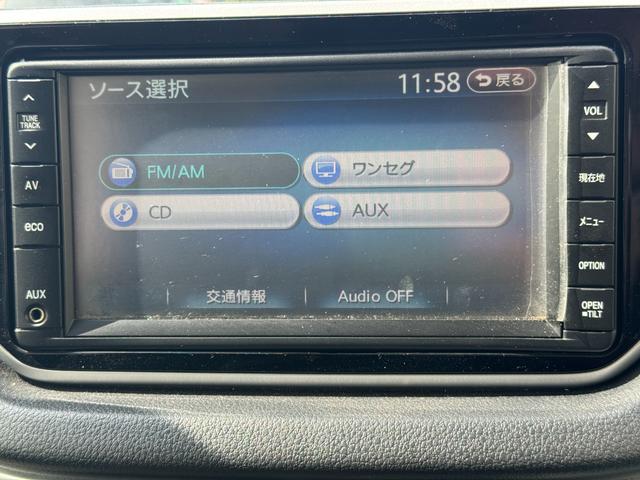 ソース選択 11:58 戻る
FM/AM ワンセグ
CD AUX
交通情報 Audio OFF
TUNE
TRACK
AV
eco
AUX
VOL
現在地
メニュー
OPTION
OPEN
TILT